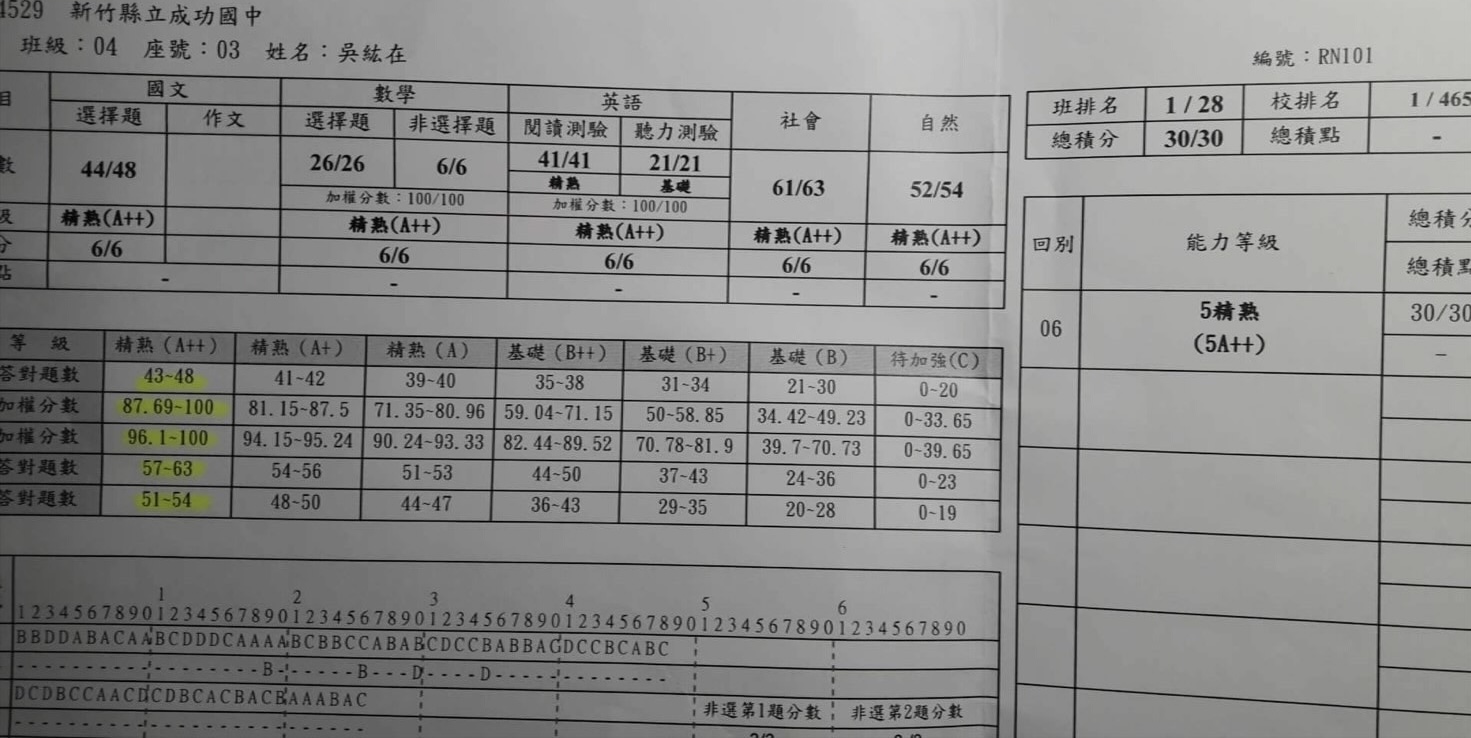 4529 新竹縣立成功國中
班級：04 座號：03 姓名：吳紘在
編號：RN101
目 國文 數學 英語 社會 自然
選擇題 作文 選擇題 非選擇題 閱讀測驗 聽力測驗
數 44/48 26/26 6/6 41/41 21/21 61/63 52/54
精熟 基礎
加權分數：100/100 加權分數：100/100
級 精熟(A++) 精熟(A++) 精熟(A++) 精熟(A++) 精熟(A++)
分 6/6 6/6 6/6 6/6 6/6
點 - - - - -
班排名 1/28 校排名 1/465
總積分 30/30 總積點 -
回別 能力等級 總積分
總積點
06 5精熟 30/30
(5A++) -
等 級 精熟(A++) 精熟(A+) 精熟(A) 基礎(B++) 基礎(B+) 基礎(B) 待加強(C)
答對題數 43~48 41~42 39~40 35~38 31~34 21~30 0~20
加權分數 87.69~100 81.15~87.5 71.35~80.96 59.04~71.15 50~58.85 34.42~49.23 0~33.65
加權分數 96.1~100 94.15~95.24 90.24~93.33 82.44~89.52 70.78~81.9 39.7~70.73 0~39.65
答對題數 57~63 54~56 51~53 44~50 37~43 24~36 0~23
答對題數 51~54 48~50 44~47 36~43 29~35 20~28 0~19
1 2 3 4 5 6
123456789012345678901234567890123456789012345678901234567890
BBDDABACAABCDDDCAAAABCBBCCABABCDCCBABBAGDCCBCABC
------------------B------B---D----D-------------
DCDBCCAACDCDBCACBACBAAABAC
非選第1題分數 非選第2題分數
--------------------------